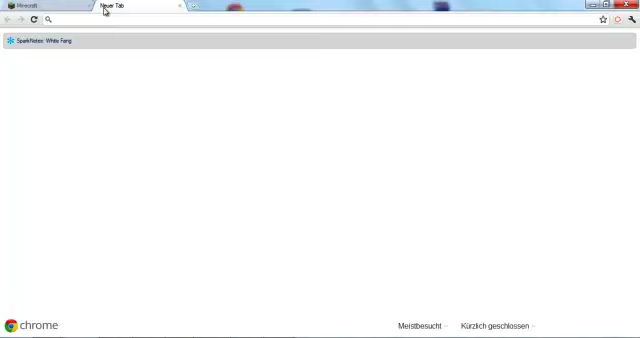 Minecraft
Neuer Tab
SparkNotes: White Fang
chrome
Meistbesucht
Kürzlich geschlossen